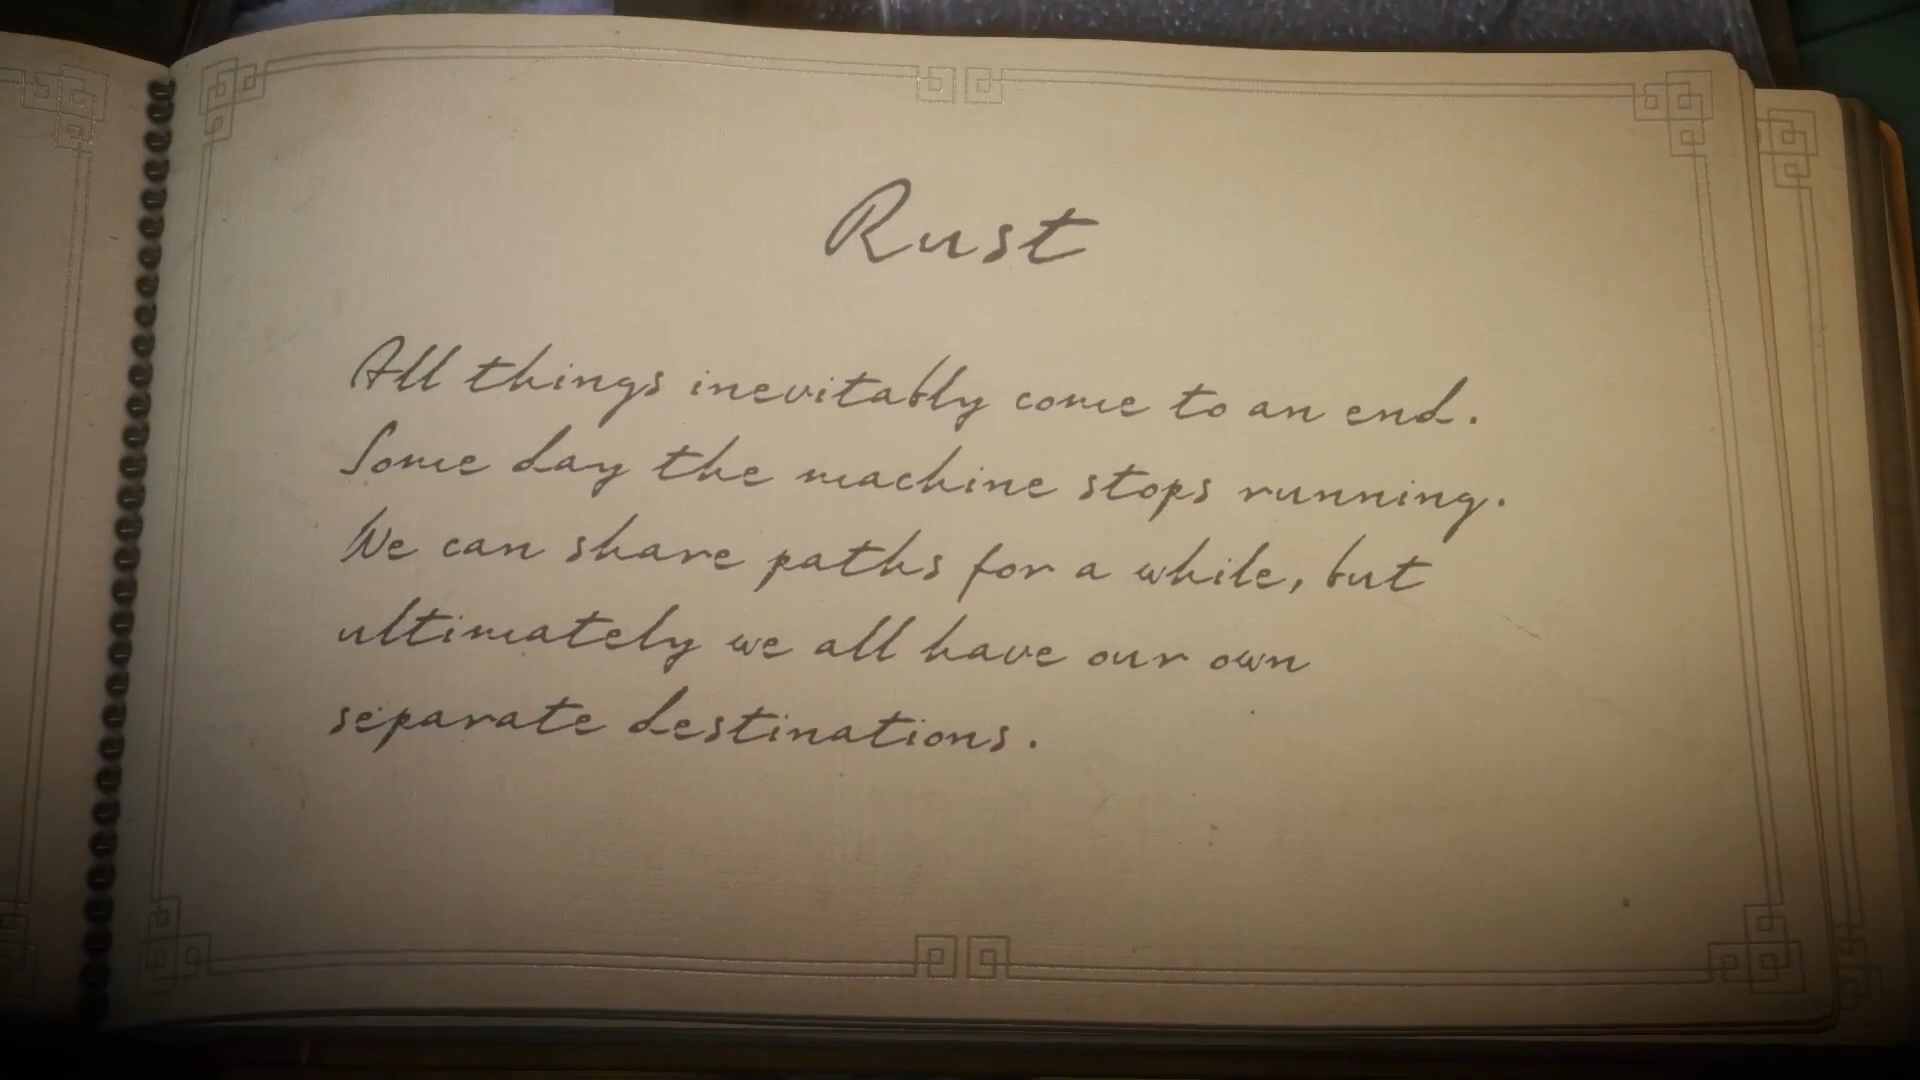 Rust
All things inevitably come to an end.
Some day the machine stops running.
We can share paths for a while, but
ultimately we all have our own
separate destinations.